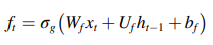 f_t = σ_g (W_f x_t + U_f h_{t-1} + b_f)